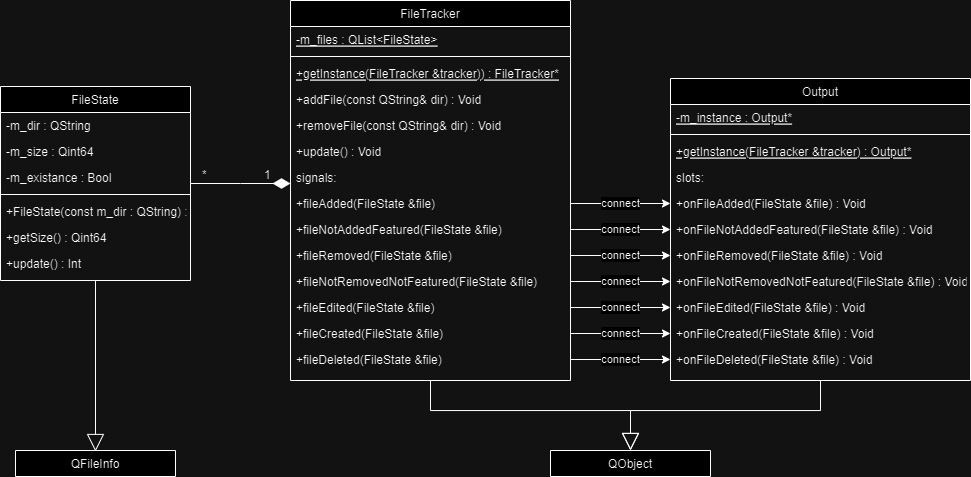 FileTracker
-m_files : QList<FileState>
+getInstance(FileTracker &tracker)) : FileTracker*
+addFile(const QString& dir) : Void
+removeFile(const QString& dir) : Void
+update() : Void
signals:
+fileAdded(FileState &file)
+fileNotAddedFeatured(FileState &file)
+fileRemoved(FileState &file)
+fileNotRemovedNotFeatured(FileState &file)
+fileEdited(FileState &file)
+fileCreated(FileState &file)
+fileDeleted(FileState &file)
FileState
-m_dir : QString
-m_size : Qint64
-m_existance : Bool
+FileState(const m_dir : QString) :
+getSize() : Qint64
+update() : Int
*
1
connect
connect
connect
connect
connect
connect
connect
Output
-m_instance : Output*
+getInstance(FileTracker &tracker) : Output*
slots:
+onFileAdded(FileState &file) : Void
+onFileNotAddedFeatured(FileState &file) : Void
+onFileRemoved(FileState &file) : Void
+onFileNotRemovedNotFeatured(FileState &file) : Void
+onFileEdited(FileState &file) : Void
+onFileCreated(FileState &file) : Void
+onFileDeleted(FileState &file) : Void
QFileInfo
QObject